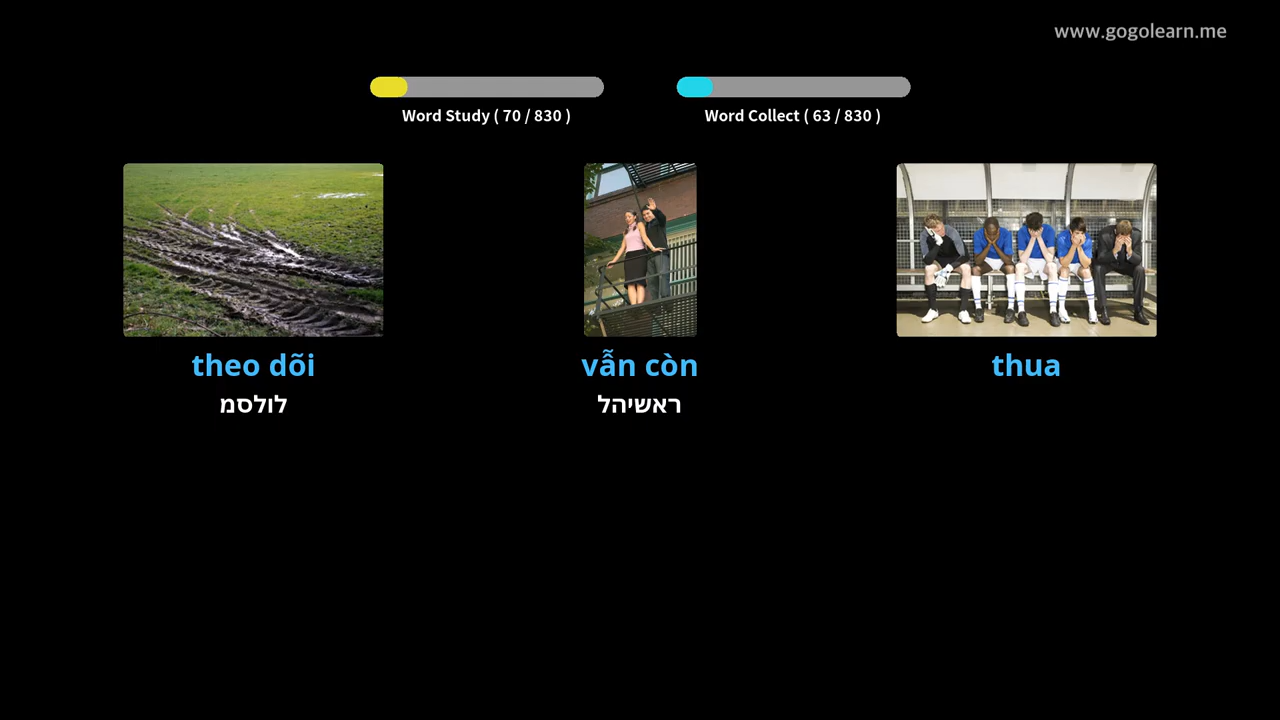 www.gogolearn.me
Word Study ( 70 / 830 )
Word Collect ( 63 / 830 )
theo dõi
לולסמ
vẫn còn
ראשיהל
thua